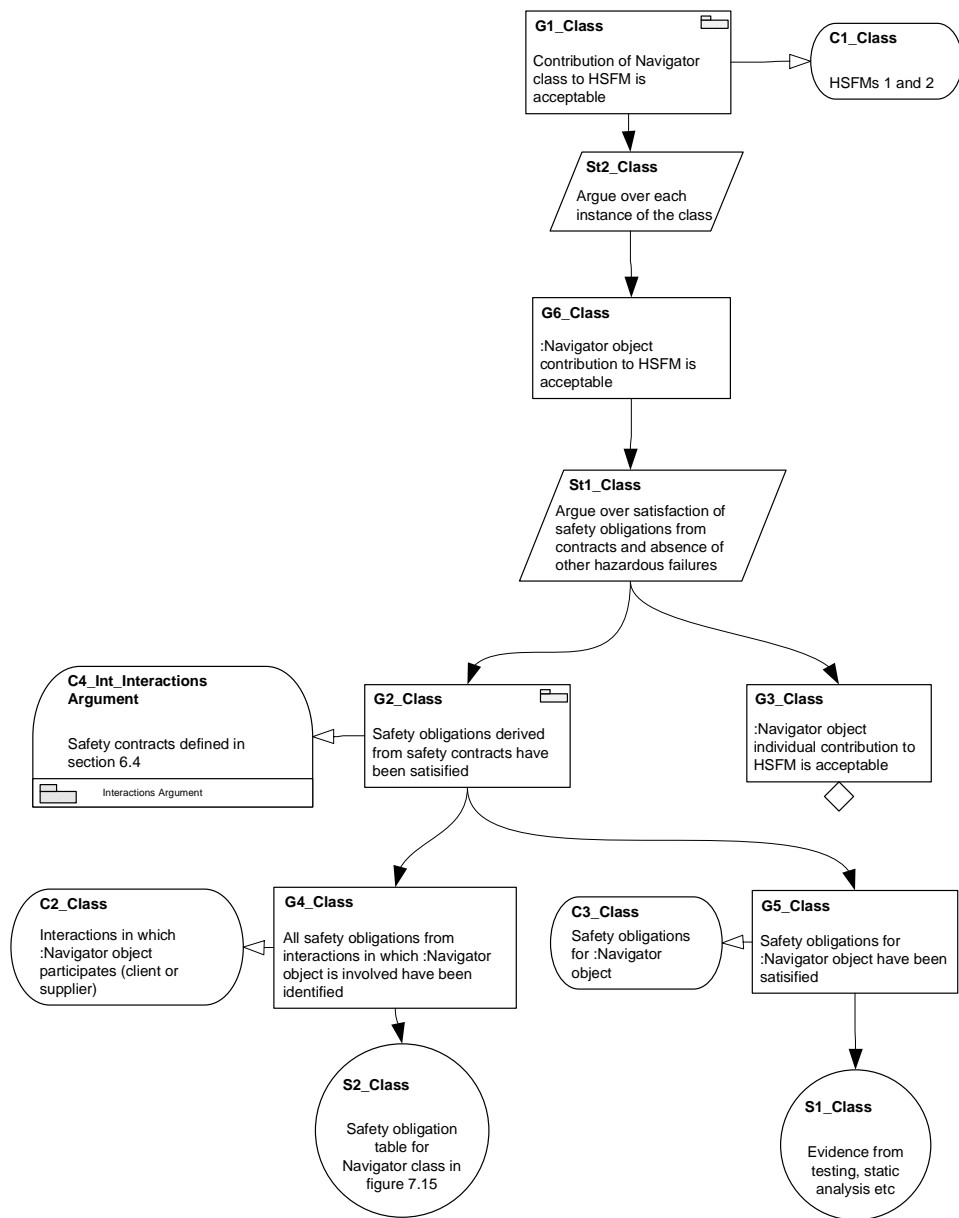 G1_Class
Contribution of Navigator
class to HSFM is
acceptable
C1_Class
HSFMs 1 and 2
St2_Class
Argue over each
instance of the class
G6_Class
:Navigator object
contribution to HSFM is
acceptable
St1_Class
Argue over satisfaction of
safety obligations from
contracts and absence of
other hazardous failures
C4_Int_Interactions
Argument
Safety contracts defined in
section 6.4
Interactions Argument
G2_Class
Safety obligations derived
from safety contracts have
been satisified
G3_Class
:Navigator object
individual contribution to
HSFM is acceptable
C2_Class
Interactions in which
:Navigator object
participates (client or
supplier)
G4_Class
All safety obligations from
interactions in which :Navigator
object is involved have been
identified
C3_Class
Safety obligations
for :Navigator
object
G5_Class
Safety obligations for
:Navigator object have been
satisified
S2_Class
Safety obligation
table for
Navigator class in
figure 7.15
S1_Class
Evidence from
testing, static
analysis etc